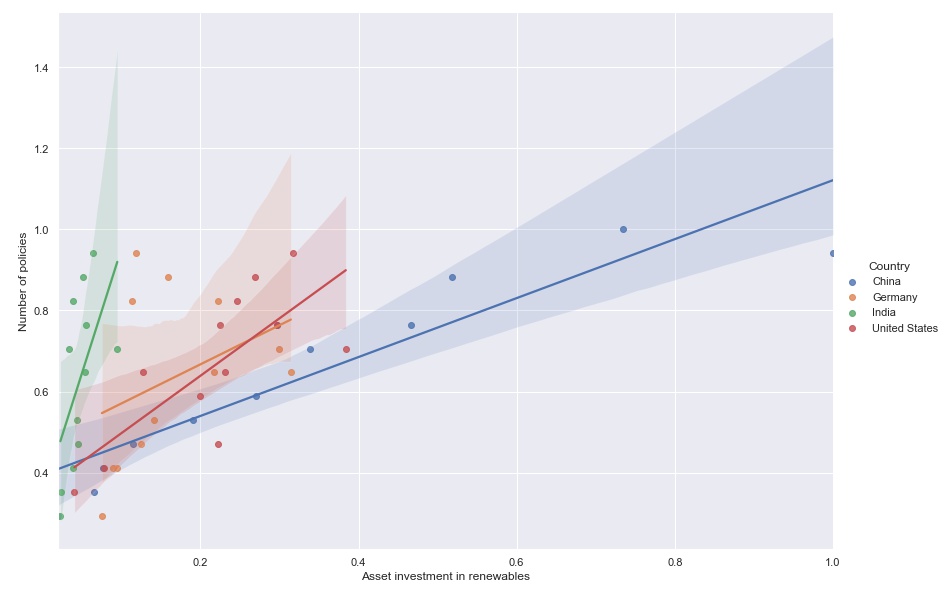 1.4
1.2
1.0
0.8
0.6
0.4
Number of policies
0.2
0.4
0.6
0.8
1.0
Asset investment in renewables
Country
China
Germany
India
United States